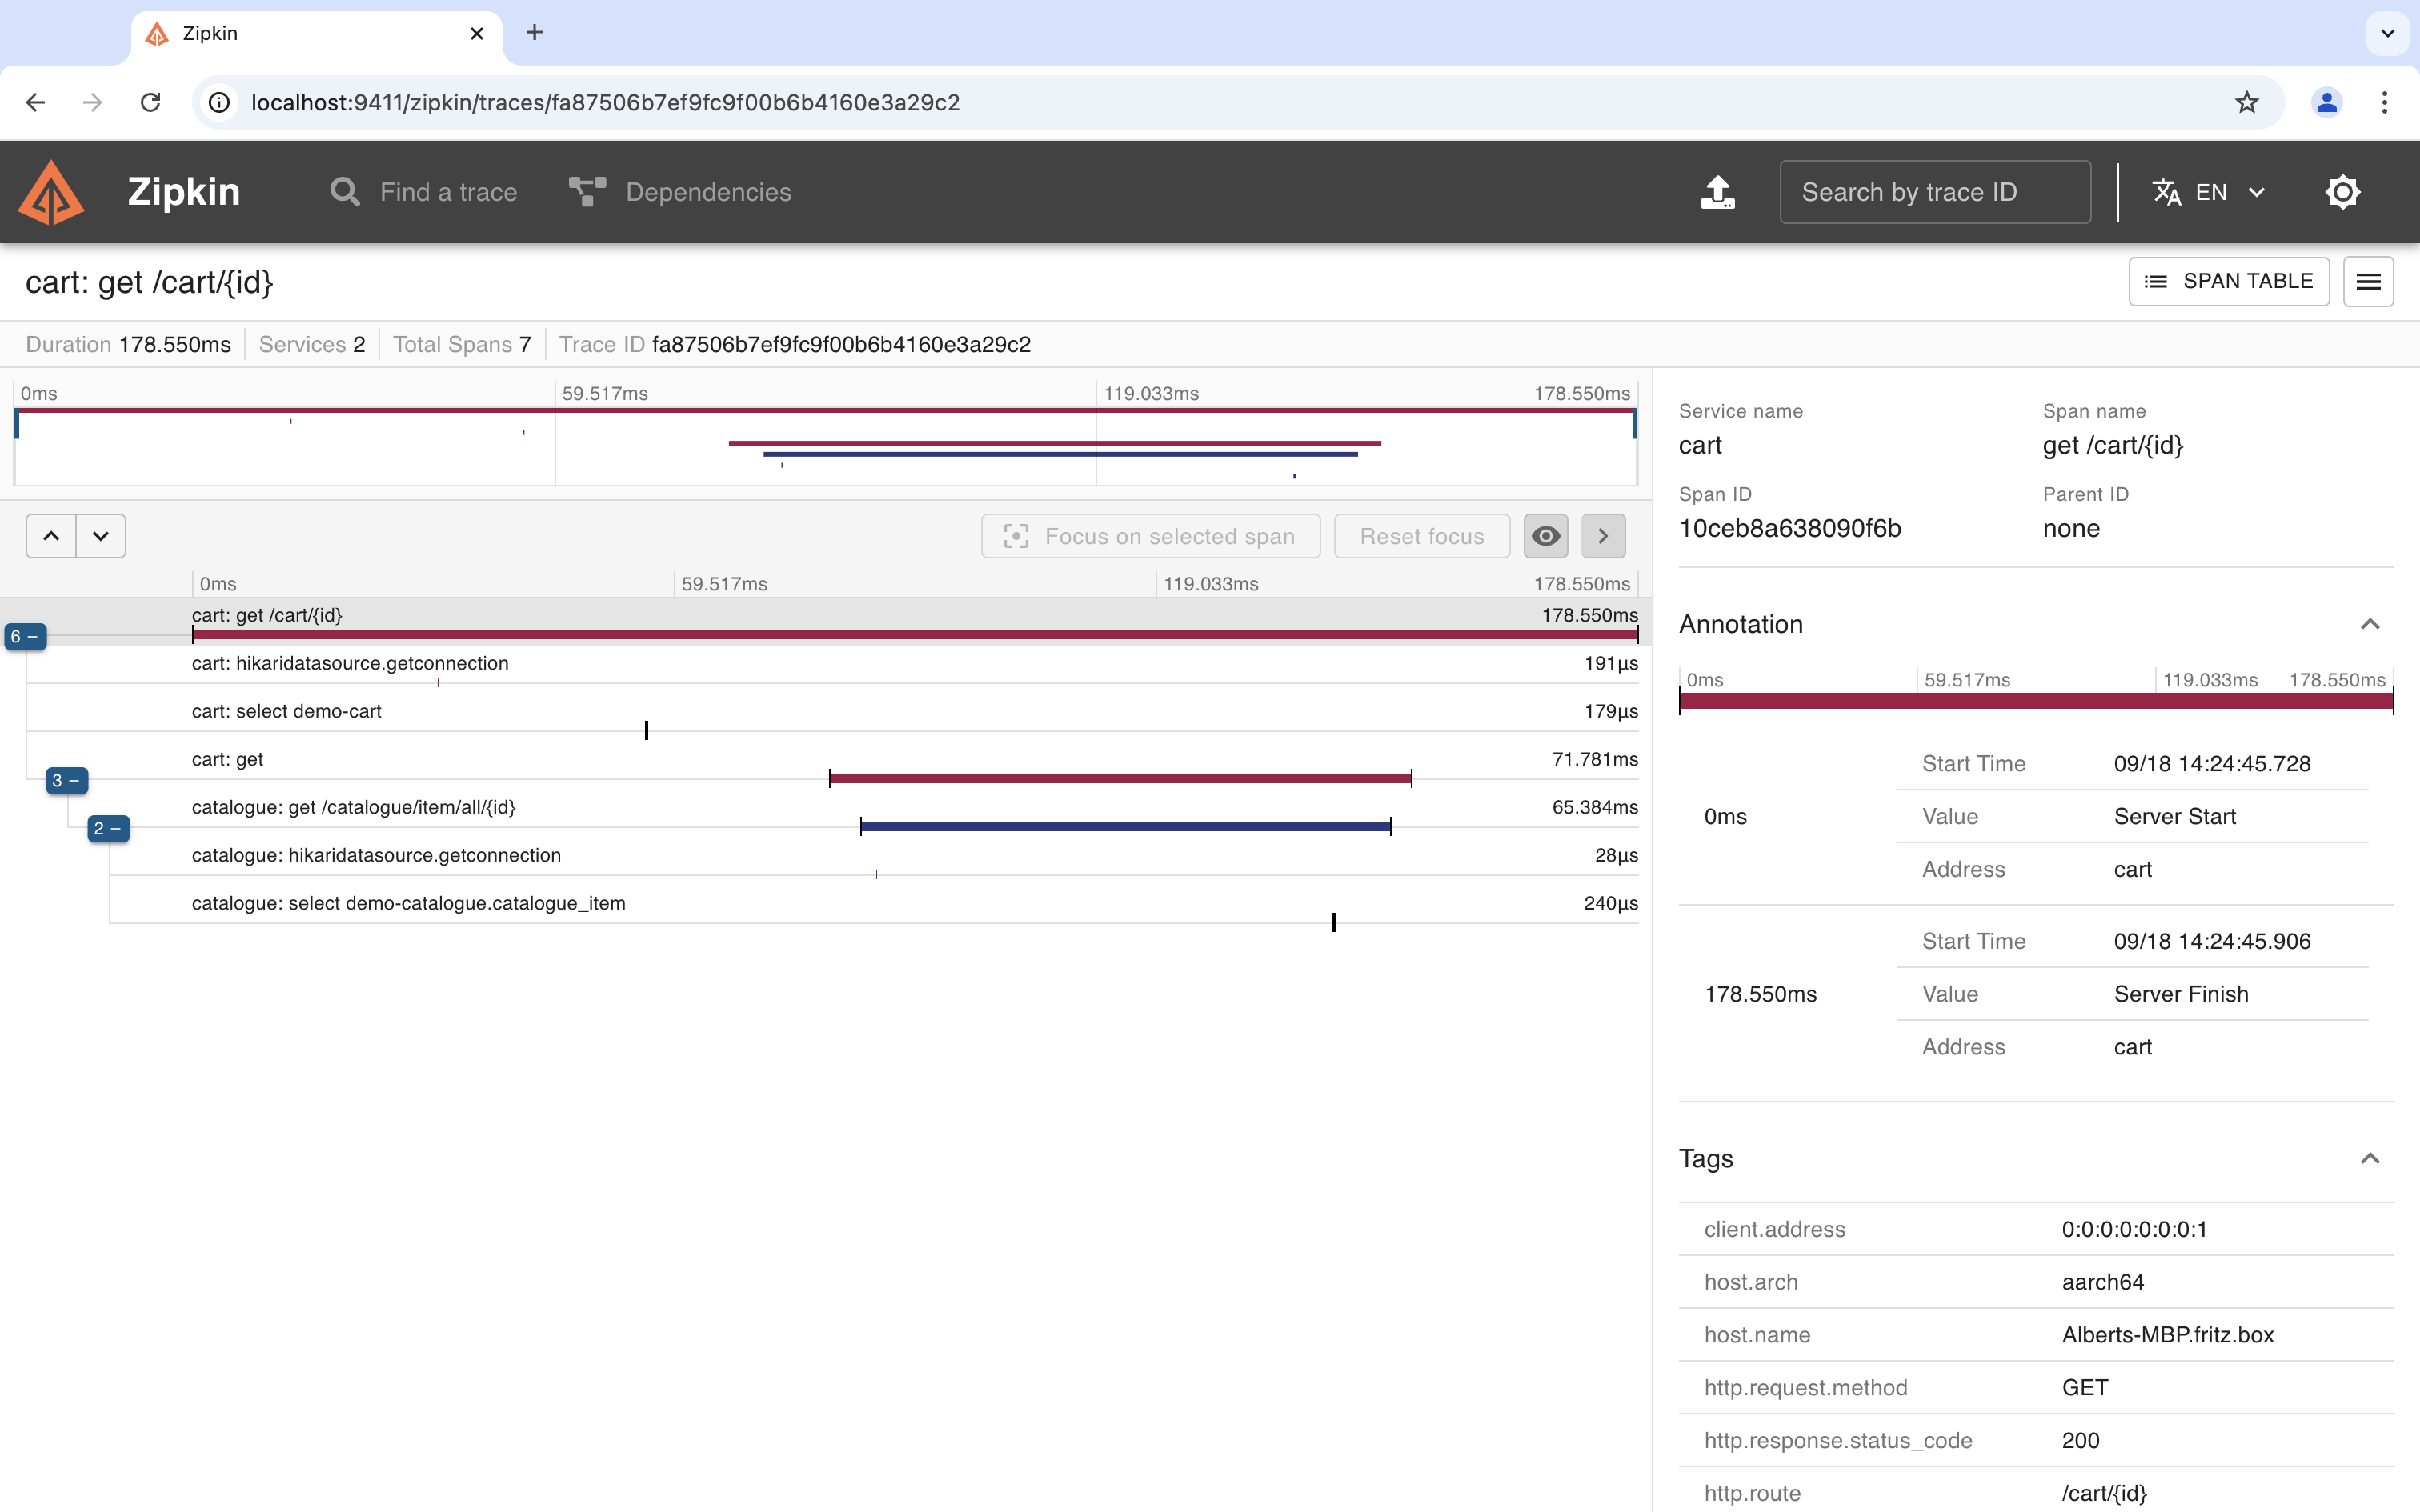 Zipkin
localhost:9411/zipkin/traces/fa87506b7ef9fc9f00b6b4160e3a29c2
Zipkin
Find a trace
Dependencies
Search by trace ID
EN
cart: get /cart/{id}
SPAN TABLE
Duration 178.550ms
Services 2
Total Spans 7
Trace ID fa87506b7ef9fc9f00b6b4160e3a29c2
0ms
59.517ms
119.033ms
178.550ms
Focus on selected span
Reset focus
0ms
59.517ms
119.033ms
178.550ms
cart: get /cart/{id}
178.550ms
6 −
cart: hikaridatasource.getconnection
191μs
cart: select demo-cart
179μs
cart: get
71.781ms
3 −
catalogue: get /catalogue/item/all/{id}
65.384ms
2 −
catalogue: hikaridatasource.getconnection
28μs
catalogue: select demo-catalogue.catalogue_item
240μs
Service name
cart
Span name
get /cart/{id}
Span ID
10ceb8a638090f6b
Parent ID
none
Annotation
0ms
59.517ms
119.033ms
178.550ms
0ms
Start Time
09/18 14:24:45.728
Value
Server Start
Address
cart
178.550ms
Start Time
09/18 14:24:45.906
Value
Server Finish
Address
cart
Tags
client.address
0:0:0:0:0:0:0:1
host.arch
aarch64
host.name
Alberts-MBP.fritz.box
http.request.method
GET
http.response.status_code
200
http.route
/cart/{id}